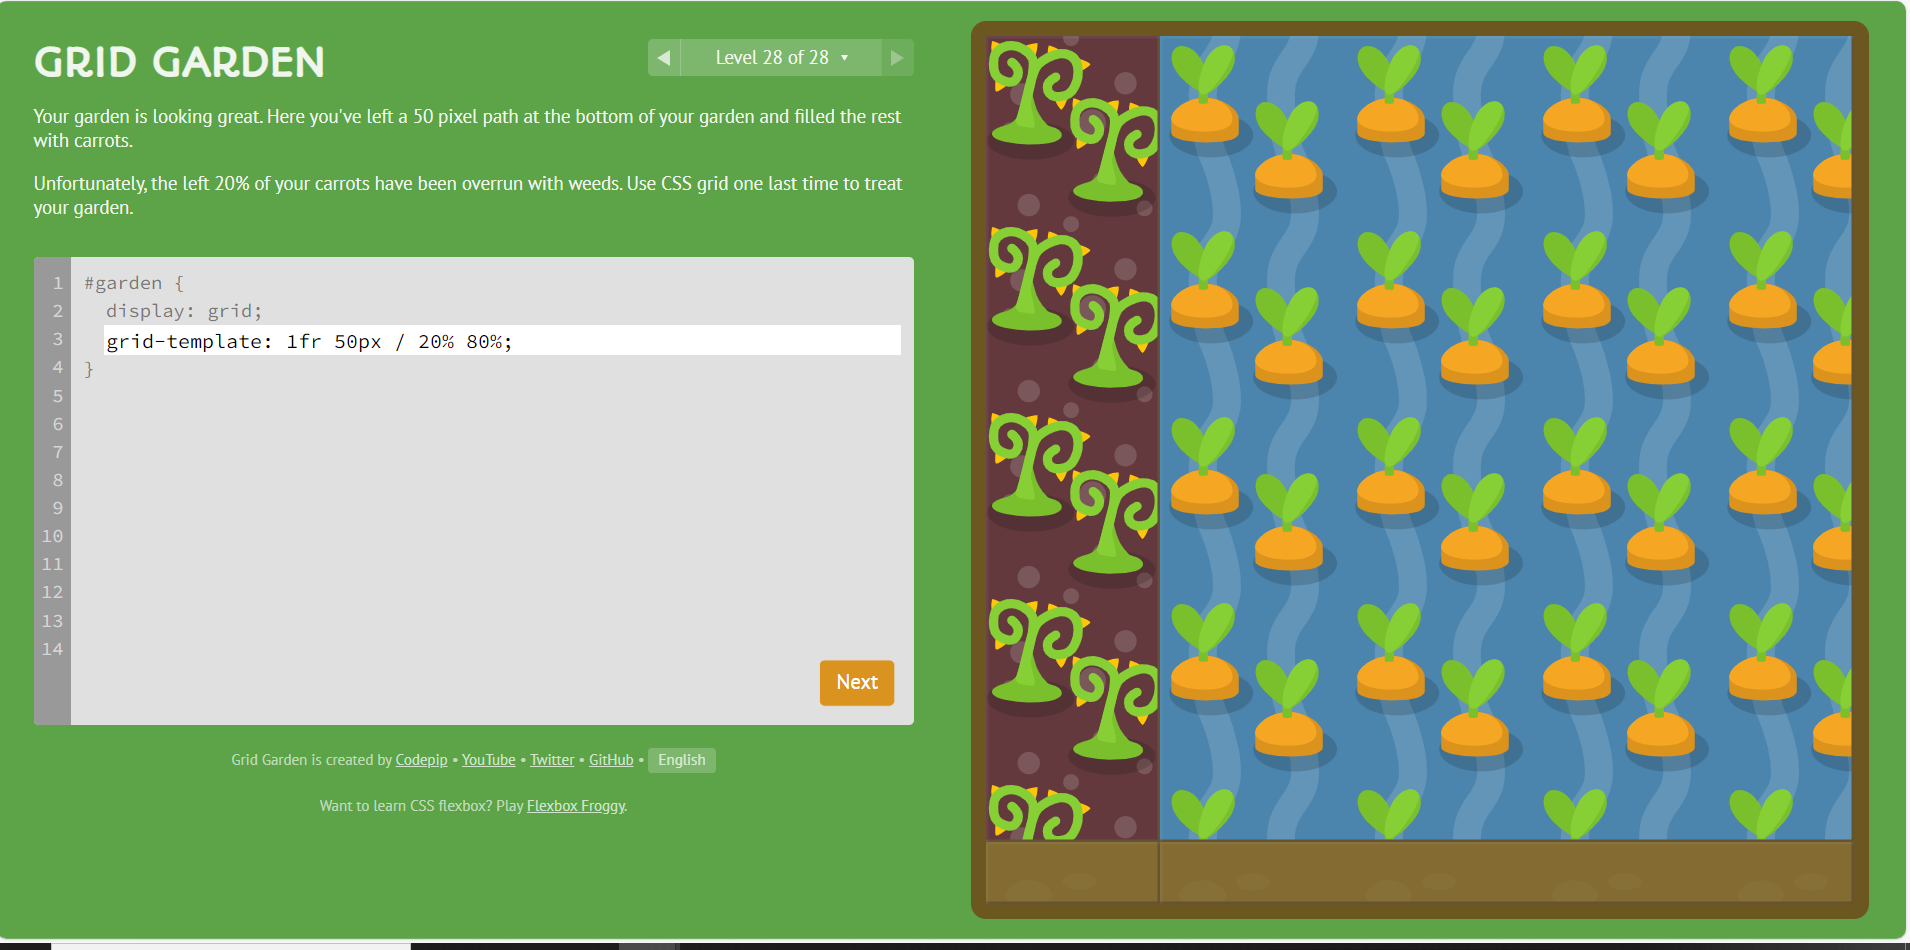 GRID GARDEN
◀ Level 28 of 28 ▾ ▶
Your garden is looking great. Here you've left a 50 pixel path at the bottom of your garden and filled the rest
with carrots.
Unfortunately, the left 20% of your carrots have been overrun with weeds. Use CSS grid one last time to treat
your garden.
1 #garden {
2 display: grid;
3 grid-template: 1fr 50px / 20% 80%;
4 }
5
6
7
8
9
10
11
12
13
14
Next
Grid Garden is created by Codepip • YouTube • Twitter • GitHub • English
Want to learn CSS flexbox? Play Flexbox Froggy.